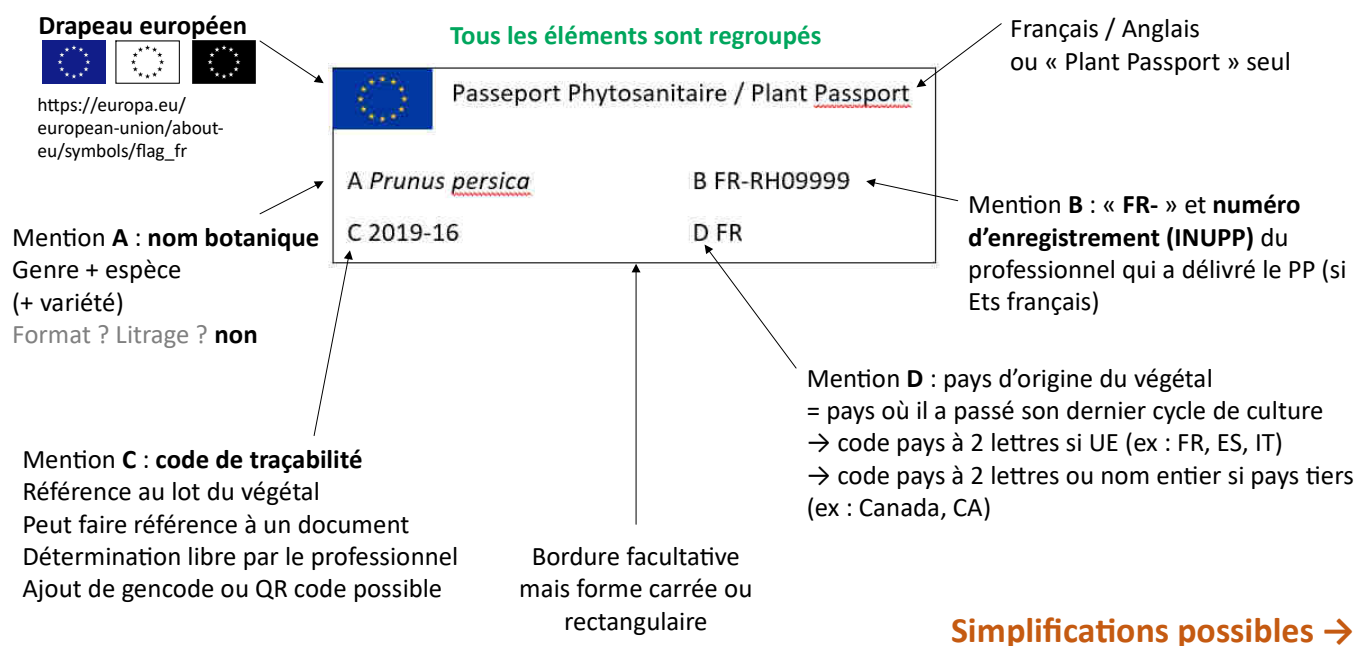 Drapeau européen
https://europa.eu/
european-union/about-
eu/symbols/flag_fr
Tous les éléments sont regroupés
Français / Anglais
ou « Plant Passport » seul
Passeport Phytosanitaire / Plant Passport
A Prunus persica
B FR-RH09999
C 2019-16
D FR
Mention A : nom botanique
Genre + espèce
(+ variété)
Format ? Litrage ? non
Mention B : « FR- » et numéro
d’enregistrement (INUPP) du
professionnel qui a délivré le PP (si
Ets français)
Mention D : pays d’origine du végétal
= pays où il a passé son dernier cycle de culture
→ code pays à 2 lettres si UE (ex : FR, ES, IT)
→ code pays à 2 lettres ou nom entier si pays tiers
(ex : Canada, CA)
Mention C : code de traçabilité
Référence au lot du végétal
Peut faire référence à un document
Détermination libre par le professionnel
Ajout de gencode ou QR code possible
Bordure facultative
mais forme carrée ou
rectangulaire
Simplifications possibles →